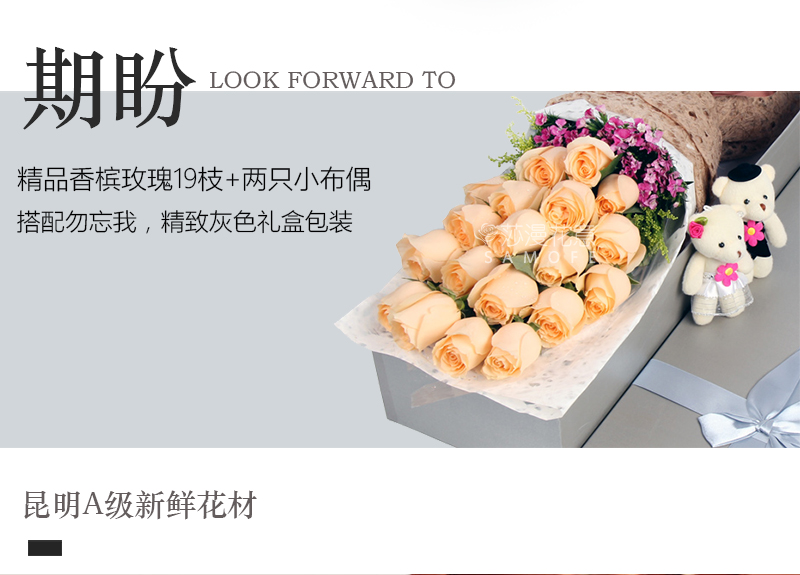 期盼 LOOK FORWARD TO
精品香槟玫瑰19枝+两只小布偶
搭配勿忘我，精致灰色礼盒包装
SAMOFE
昆明A级新鲜花材